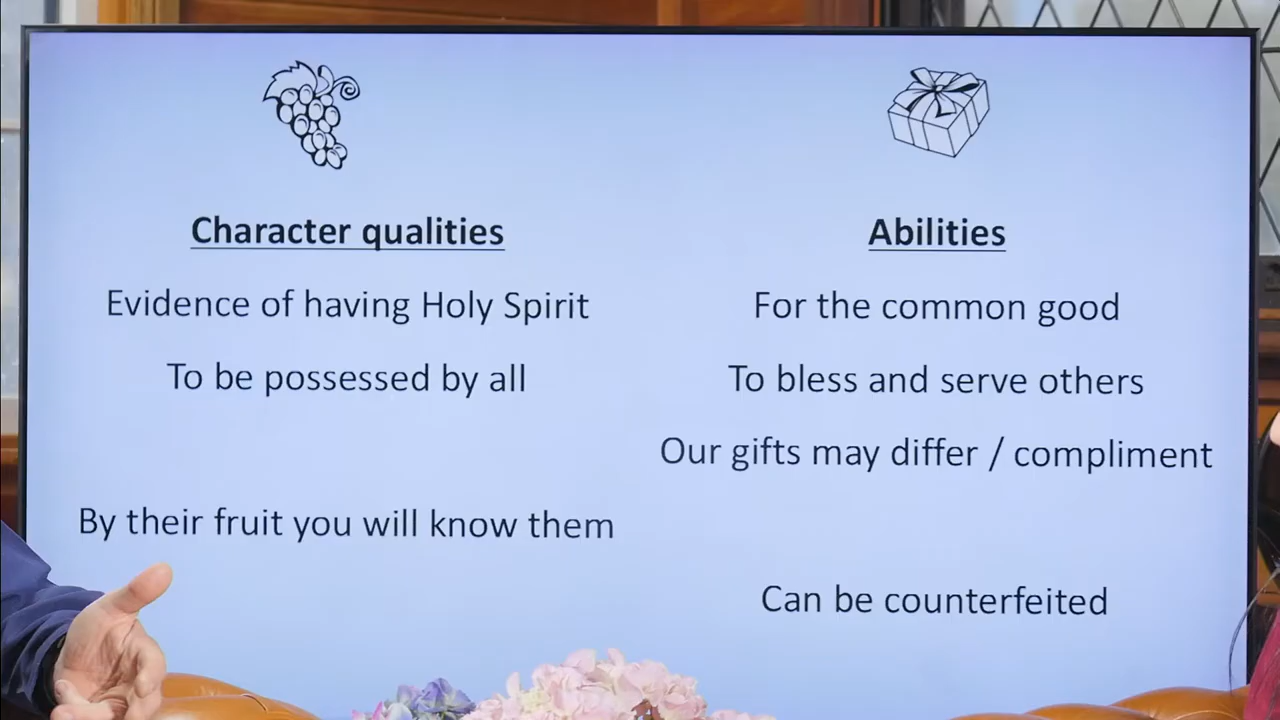 Character qualities
Evidence of having Holy Spirit
To be possessed by all
By their fruit you will know them
Abilities
For the common good
To bless and serve others
Our gifts may differ / compliment
Can be counterfeited